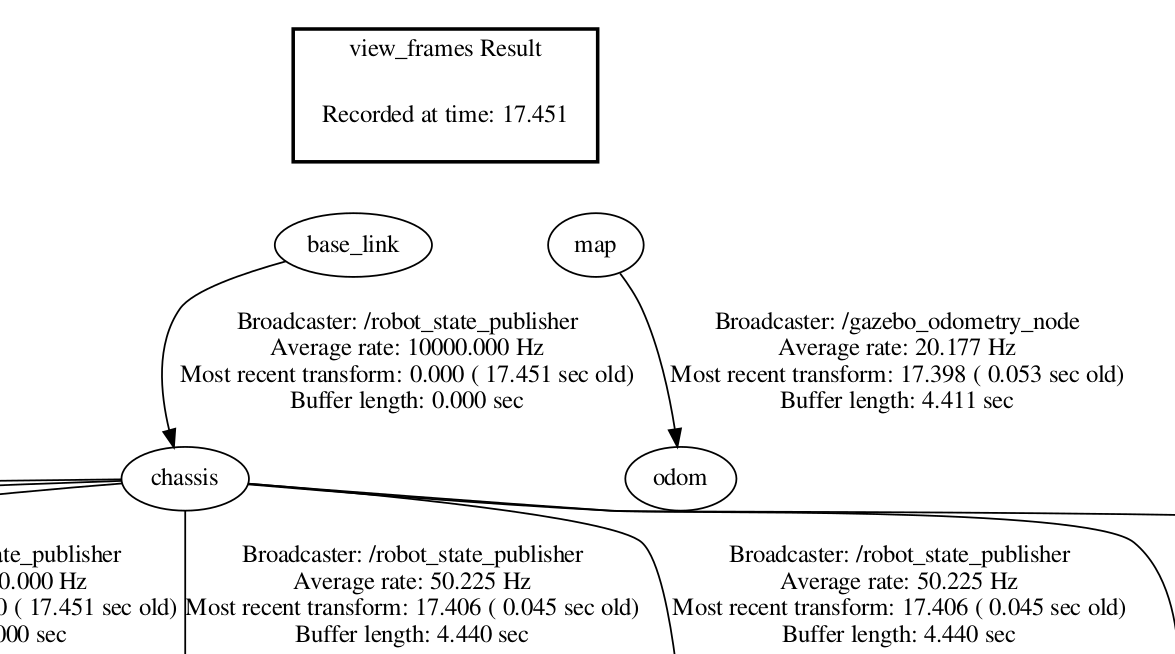 view_frames Result
Recorded at time: 17.451
base_link
map
Broadcaster: /robot_state_publisher
Average rate: 10000.000 Hz
Most recent transform: 0.000 ( 17.451 sec old)
Buffer length: 0.000 sec
Broadcaster: /gazebo_odometry_node
Average rate: 20.177 Hz
Most recent transform: 17.398 ( 0.053 sec old)
Buffer length: 4.411 sec
chassis
odom
ate_publisher
0.000 Hz
0 ( 17.451 sec old)
000 sec
Broadcaster: /robot_state_publisher
Average rate: 50.225 Hz
Most recent transform: 17.406 ( 0.045 sec old)
Buffer length: 4.440 sec
Broadcaster: /robot_state_publisher
Average rate: 50.225 Hz
Most recent transform: 17.406 ( 0.045 sec old)
Buffer length: 4.440 sec